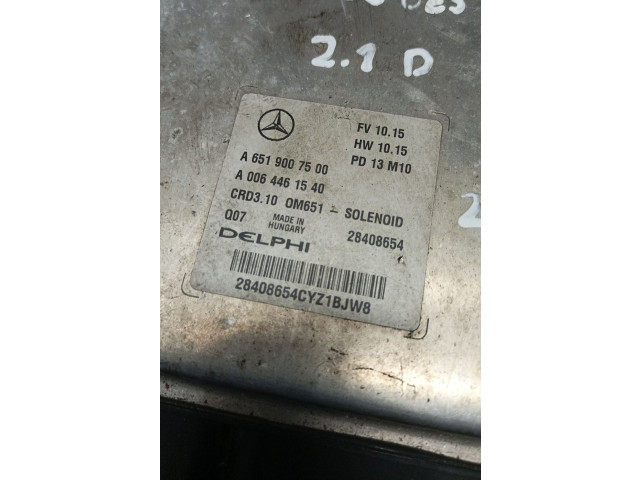 2.1 D
FV 10.15
HW 10.15
PD 13 M10
A 651 900 75 00
A 006 446 15 40
CRD3.10 OM651 - SOLENOID
Q07 MADE IN HUNGARY 28408654
DELPHI
28408654CYZ1BJW8
2